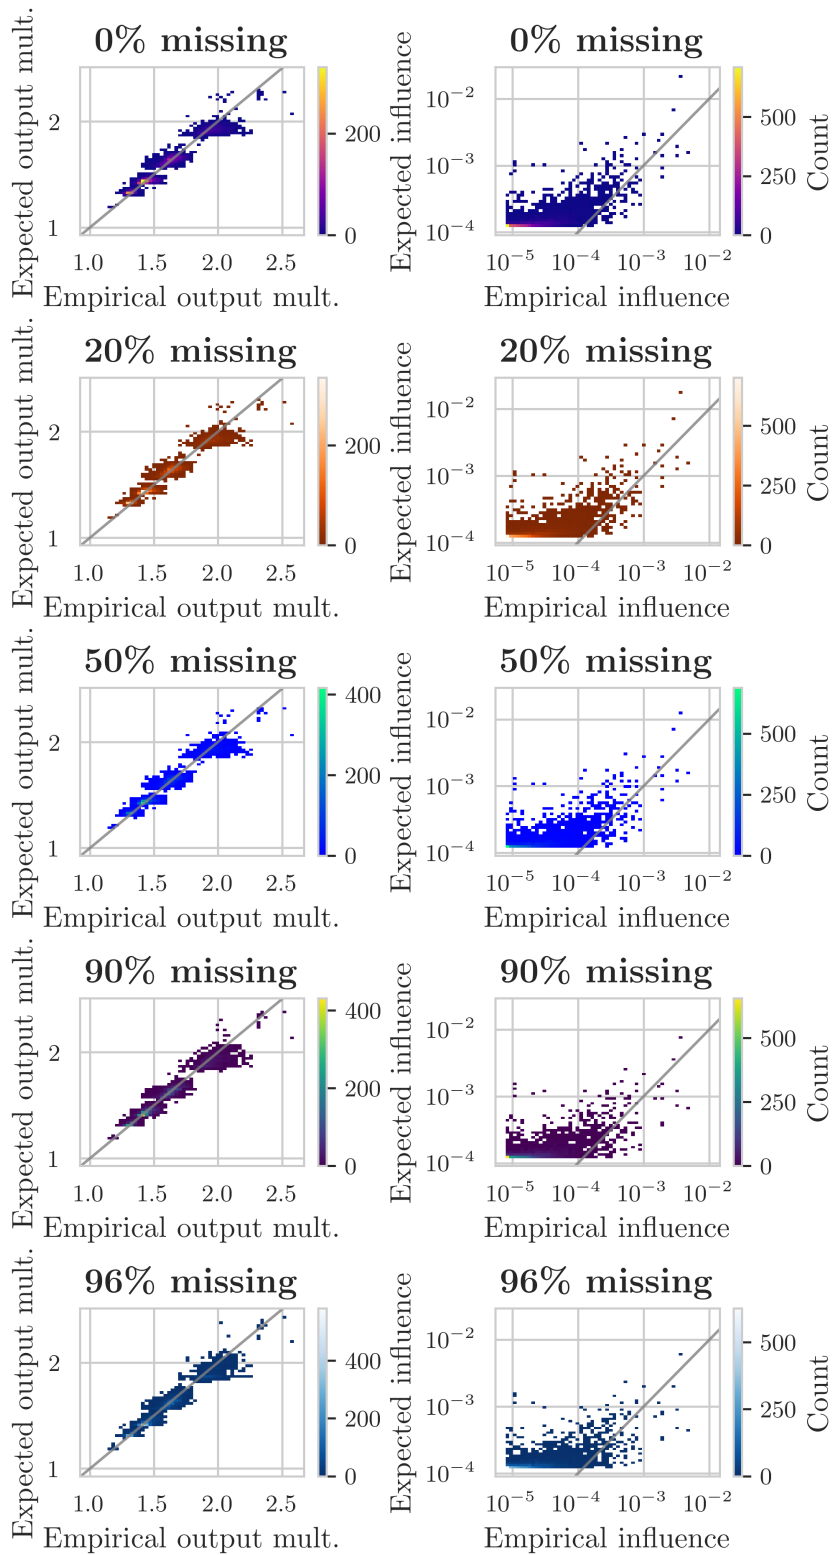 0% missing
Expected output mult.
2
1
200
0
1.0 1.5 2.0 2.5
Empirical output mult.
0% missing
Expected influence
10⁻²
10⁻³
10⁻⁴
500
250
0
Count
10⁻⁵ 10⁻⁴ 10⁻³ 10⁻²
Empirical influence
20% missing
Expected output mult.
2
1
200
0
1.0 1.5 2.0 2.5
Empirical output mult.
20% missing
Expected influence
10⁻²
10⁻³
10⁻⁴
500
250
0
Count
10⁻⁵ 10⁻⁴ 10⁻³ 10⁻²
Empirical influence
50% missing
Expected output mult.
2
1
400
200
0
1.0 1.5 2.0 2.5
Empirical output mult.
50% missing
Expected influence
10⁻²
10⁻³
10⁻⁴
500
250
0
Count
10⁻⁵ 10⁻⁴ 10⁻³ 10⁻²
Empirical influence
90% missing
Expected output mult.
2
1
400
200
0
1.0 1.5 2.0 2.5
Empirical output mult.
90% missing
Expected influence
10⁻²
10⁻³
10⁻⁴
500
250
0
Count
10⁻⁵ 10⁻⁴ 10⁻³ 10⁻²
Empirical influence
96% missing
Expected output mult.
2
1
400
200
0
1.0 1.5 2.0 2.5
Empirical output mult.
96% missing
Expected influence
10⁻²
10⁻³
10⁻⁴
500
250
0
Count
10⁻⁵ 10⁻⁴ 10⁻³ 10⁻²
Empirical influence